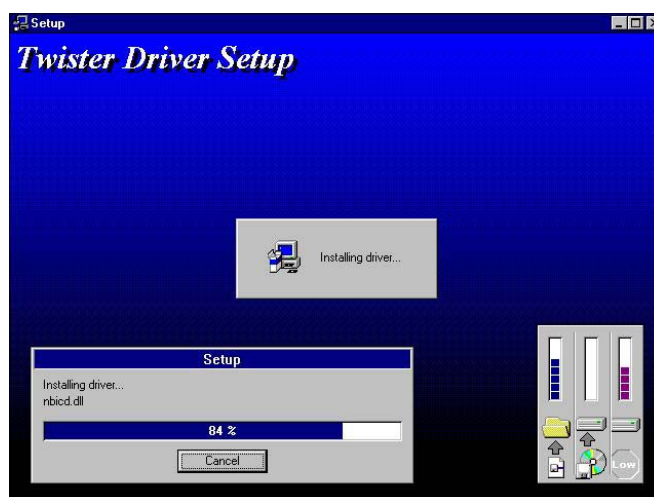 Setup
Twister Driver Setup
Installing driver...
Setup
Installing driver...
nbicd.dll
84 %
Cancel
Low